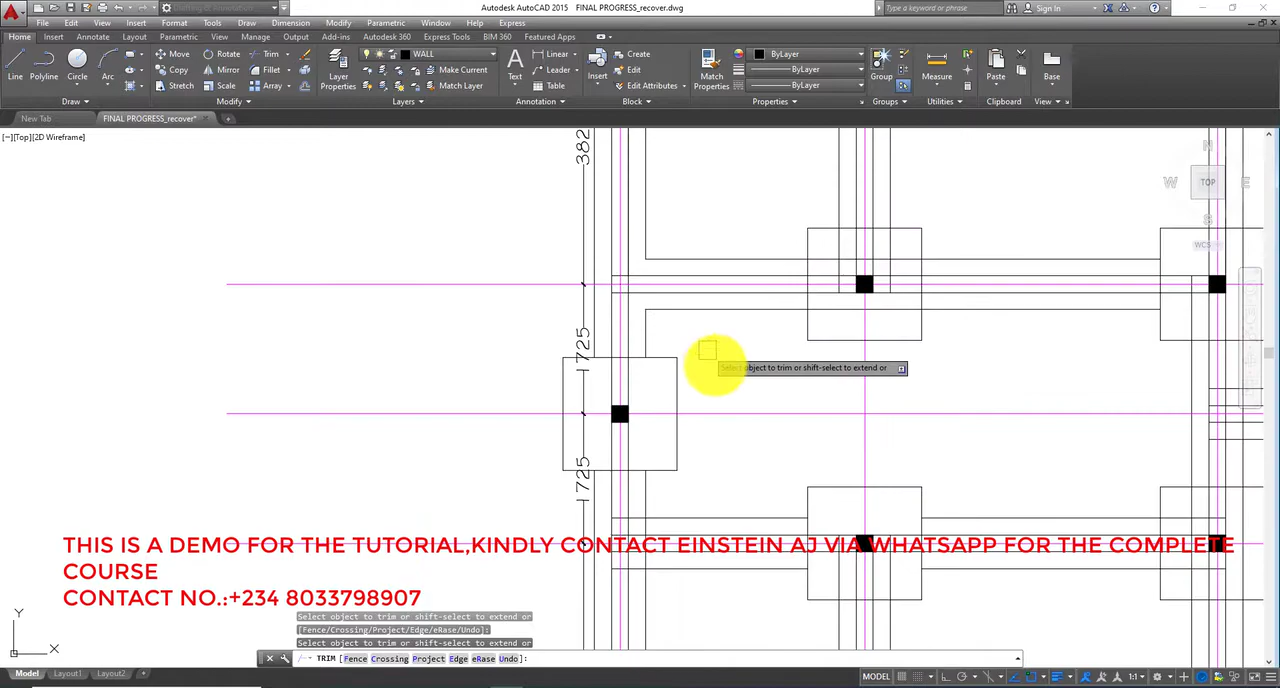 Drafting & Annotation
Autodesk AutoCAD 2015 FINAL PROGRESS_recover.dwg
Type a keyword or phrase
Sign In
File Edit View Insert Format Tools Draw Dimension Modify Parametric Window Help Express
Home Insert Annotate Layout Parametric View Manage Output Add-ins Autodesk 360 Express Tools BIM 360 Featured Apps
Line Polyline Circle Arc
Move Rotate Trim
Copy Mirror Fillet
Stretch Scale Array
Layer Properties
WALL
Make Current
Match Layer
Text
Linear
Leader
Table
Insert
Create
Edit
Edit Attributes
Match Properties
ByLayer
ByLayer
ByLayer
Group
Measure
Paste
Base
Draw Modify Layers Annotation Block Properties Groups Utilities Clipboard View
New Tab FINAL PROGRESS_recover*
[−][Top][2D Wireframe]
382
N
W TOP E
S
WCS
1725
Select object to trim or shift-select to extend or
1725
THIS IS A DEMO FOR THE TUTORIAL,KINDLY CONTACT EINSTEIN AJ VIA WHATSAPP FOR THE COMPLETE
COURSE
CONTACT NO.:+234 8033798907
Y
X
Select object to trim or shift-select to extend or
[Fence/Crossing/Project/Edge/eRase/Undo]:
Select object to trim or shift-select to extend or
TRIM [Fence Crossing Project Edge eRase Undo]:
Model Layout1 Layout2 +
MODEL 1:1